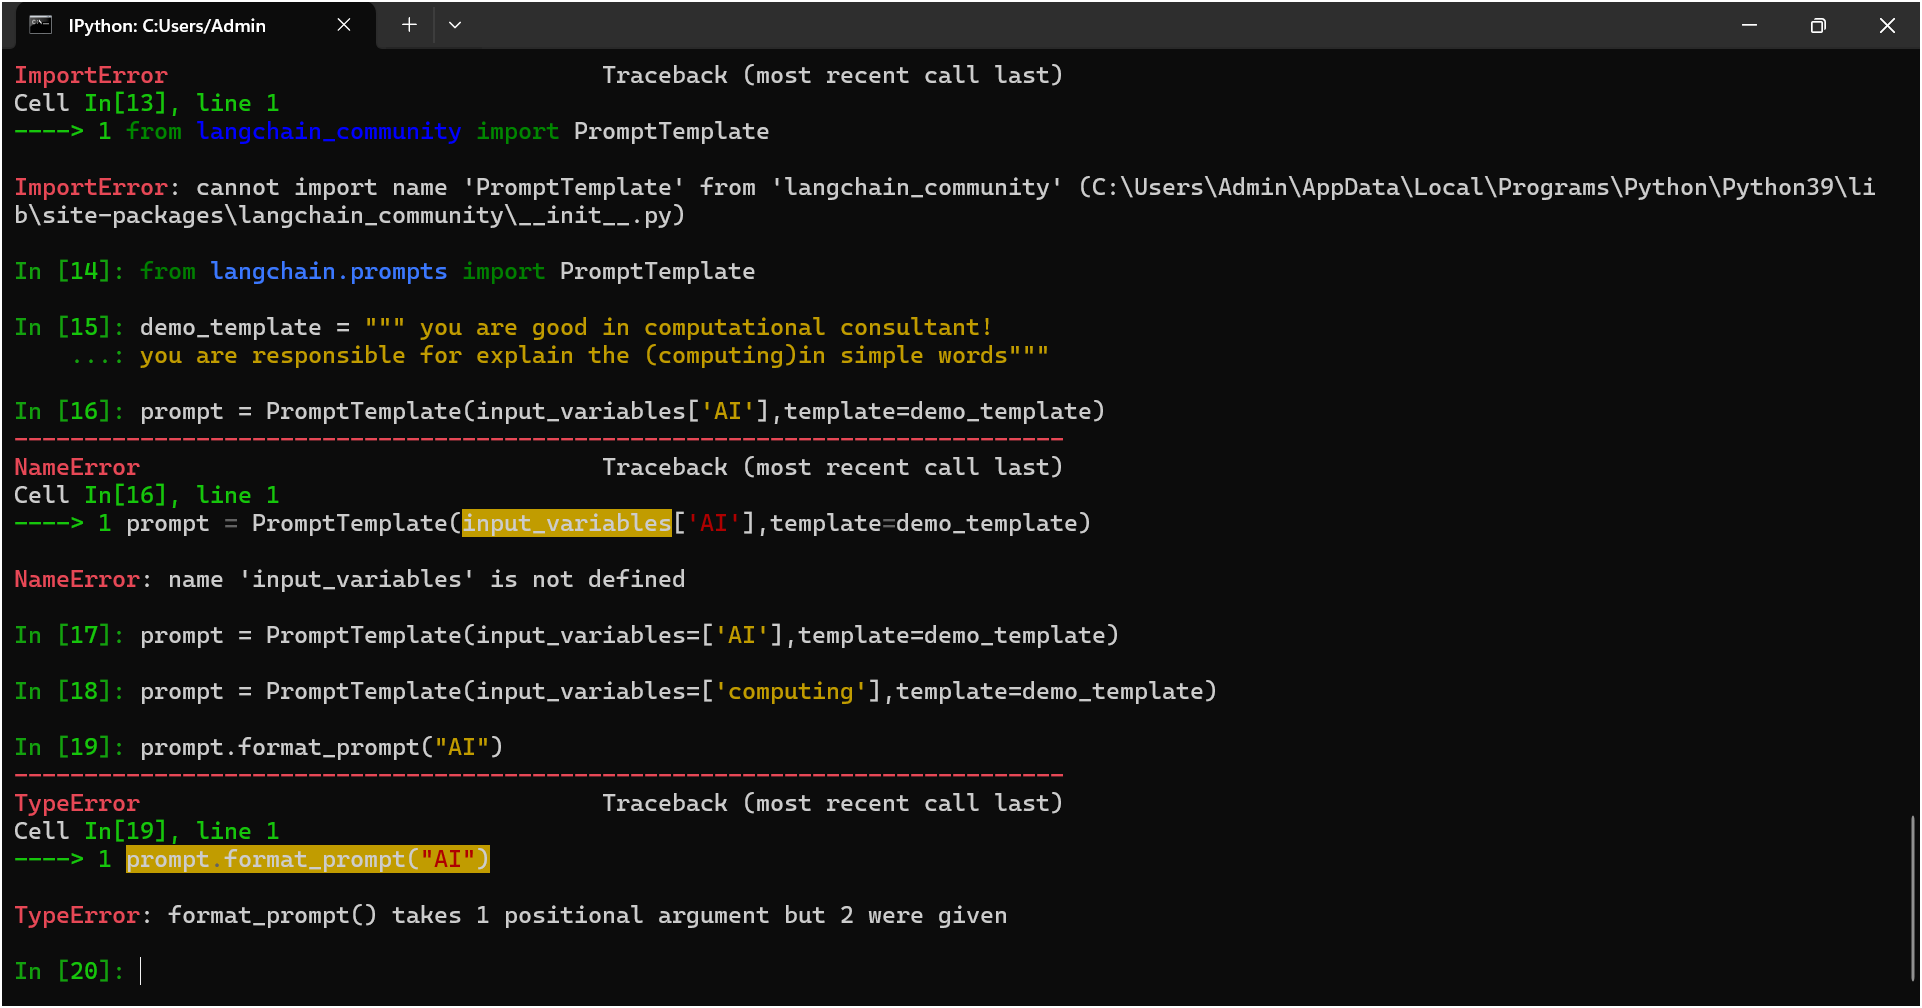 IPython: C:Users/Admin
ImportError Traceback (most recent call last)
Cell In[13], line 1
----> 1 from langchain_community import PromptTemplate
ImportError: cannot import name 'PromptTemplate' from 'langchain_community' (C:\Users\Admin\AppData\Local\Programs\Python\Python39\li
b\site-packages\langchain_community\__init__.py)
In [14]: from langchain.prompts import PromptTemplate
In [15]: demo_template = """ you are good in computational consultant!
...: you are responsible for explain the (computing)in simple words"""
In [16]: prompt = PromptTemplate(input_variables['AI'],template=demo_template)
---------------------------------------------------------------------------
NameError Traceback (most recent call last)
Cell In[16], line 1
----> 1 prompt = PromptTemplate(input_variables['AI'],template=demo_template)
NameError: name 'input_variables' is not defined
In [17]: prompt = PromptTemplate(input_variables=['AI'],template=demo_template)
In [18]: prompt = PromptTemplate(input_variables=['computing'],template=demo_template)
In [19]: prompt.format_prompt("AI")
---------------------------------------------------------------------------
TypeError Traceback (most recent call last)
Cell In[19], line 1
----> 1 prompt.format_prompt("AI")
TypeError: format_prompt() takes 1 positional argument but 2 were given
In [20]: